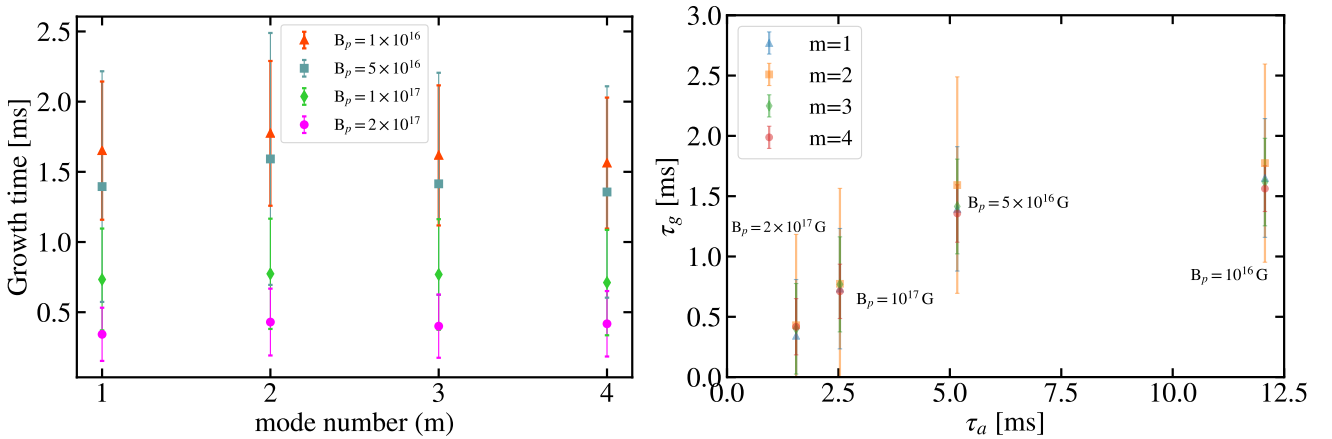 2.5
2.0
1.5
1.0
0.5
Growth time [ms]
1 2 3 4
mode number (m)
B_p = 1 × 10^16
B_p = 5 × 10^16
B_p = 1 × 10^17
B_p = 2 × 10^17
3.0
2.5
2.0
1.5
1.0
0.5
0.0
τ_g [ms]
0.0 2.5 5.0 7.5 10.0 12.5
τ_a [ms]
m=1
m=2
m=3
m=4
B_p = 2 × 10^17 G
B_p = 5 × 10^16 G
B_p = 10^17 G
B_p = 10^16 G